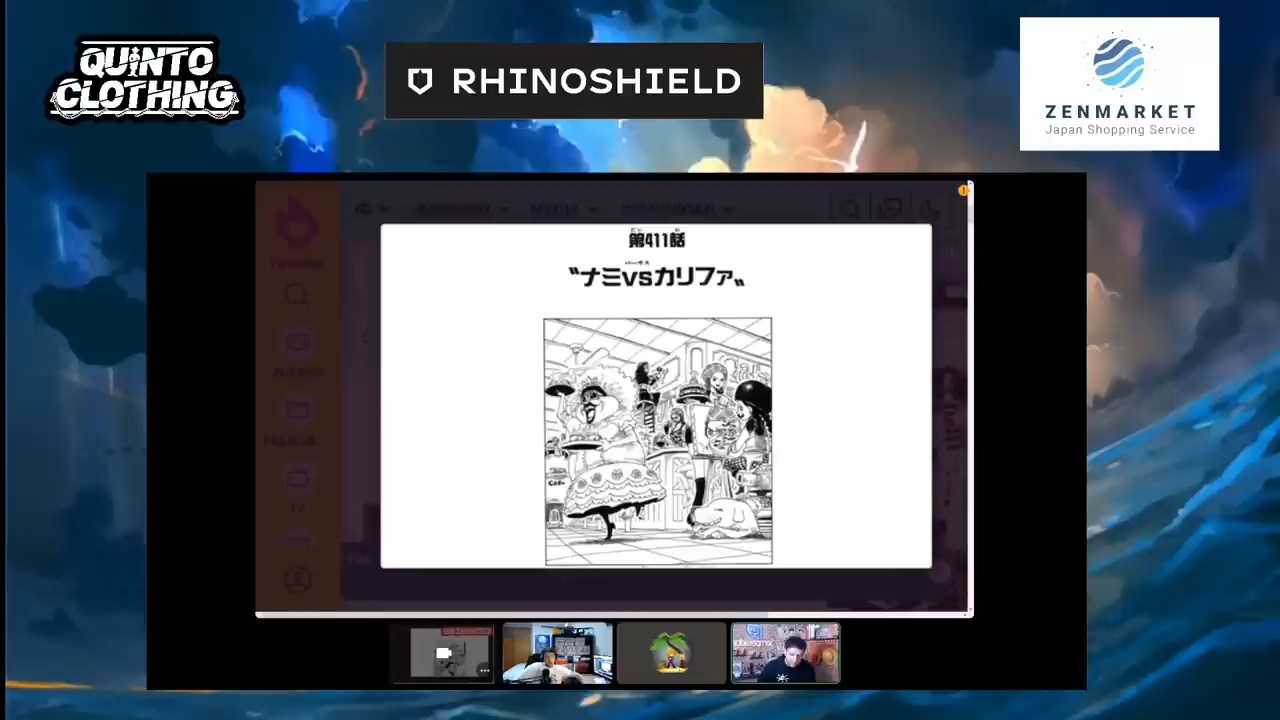 QUINTO
CLOTHING
RHINOSHIELD
ZENMARKET
Japan Shopping Service
第411話
〝ナミvsカリファ〟